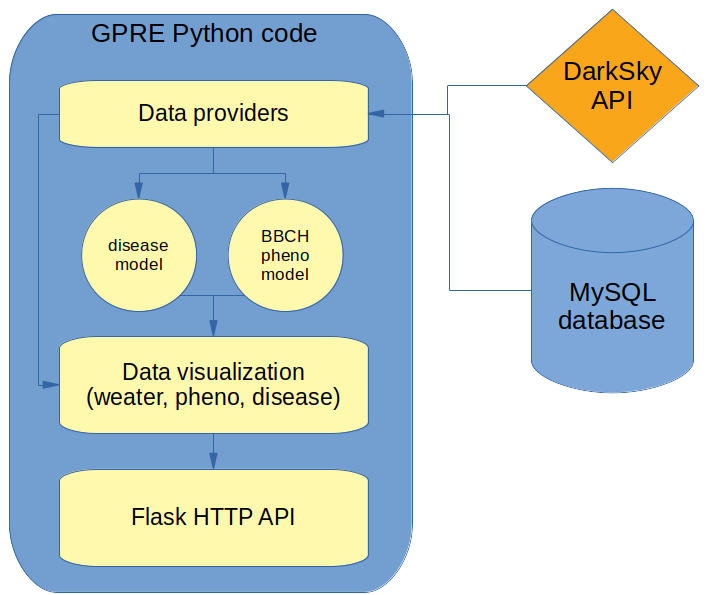 GPRE Python code
Data providers
disease
model
BBCH
pheno
model
Data visualization
(weater, pheno, disease)
Flask HTTP API
DarkSky
API
MySQL
database